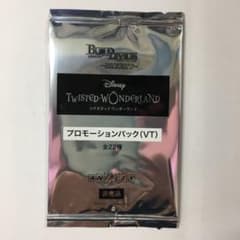 BUILD DIVIDE
Disney
TWISTED-WONDERLAND
ツイステッドワンダーランド
プロモーションパック(VT)
全22種
非売品